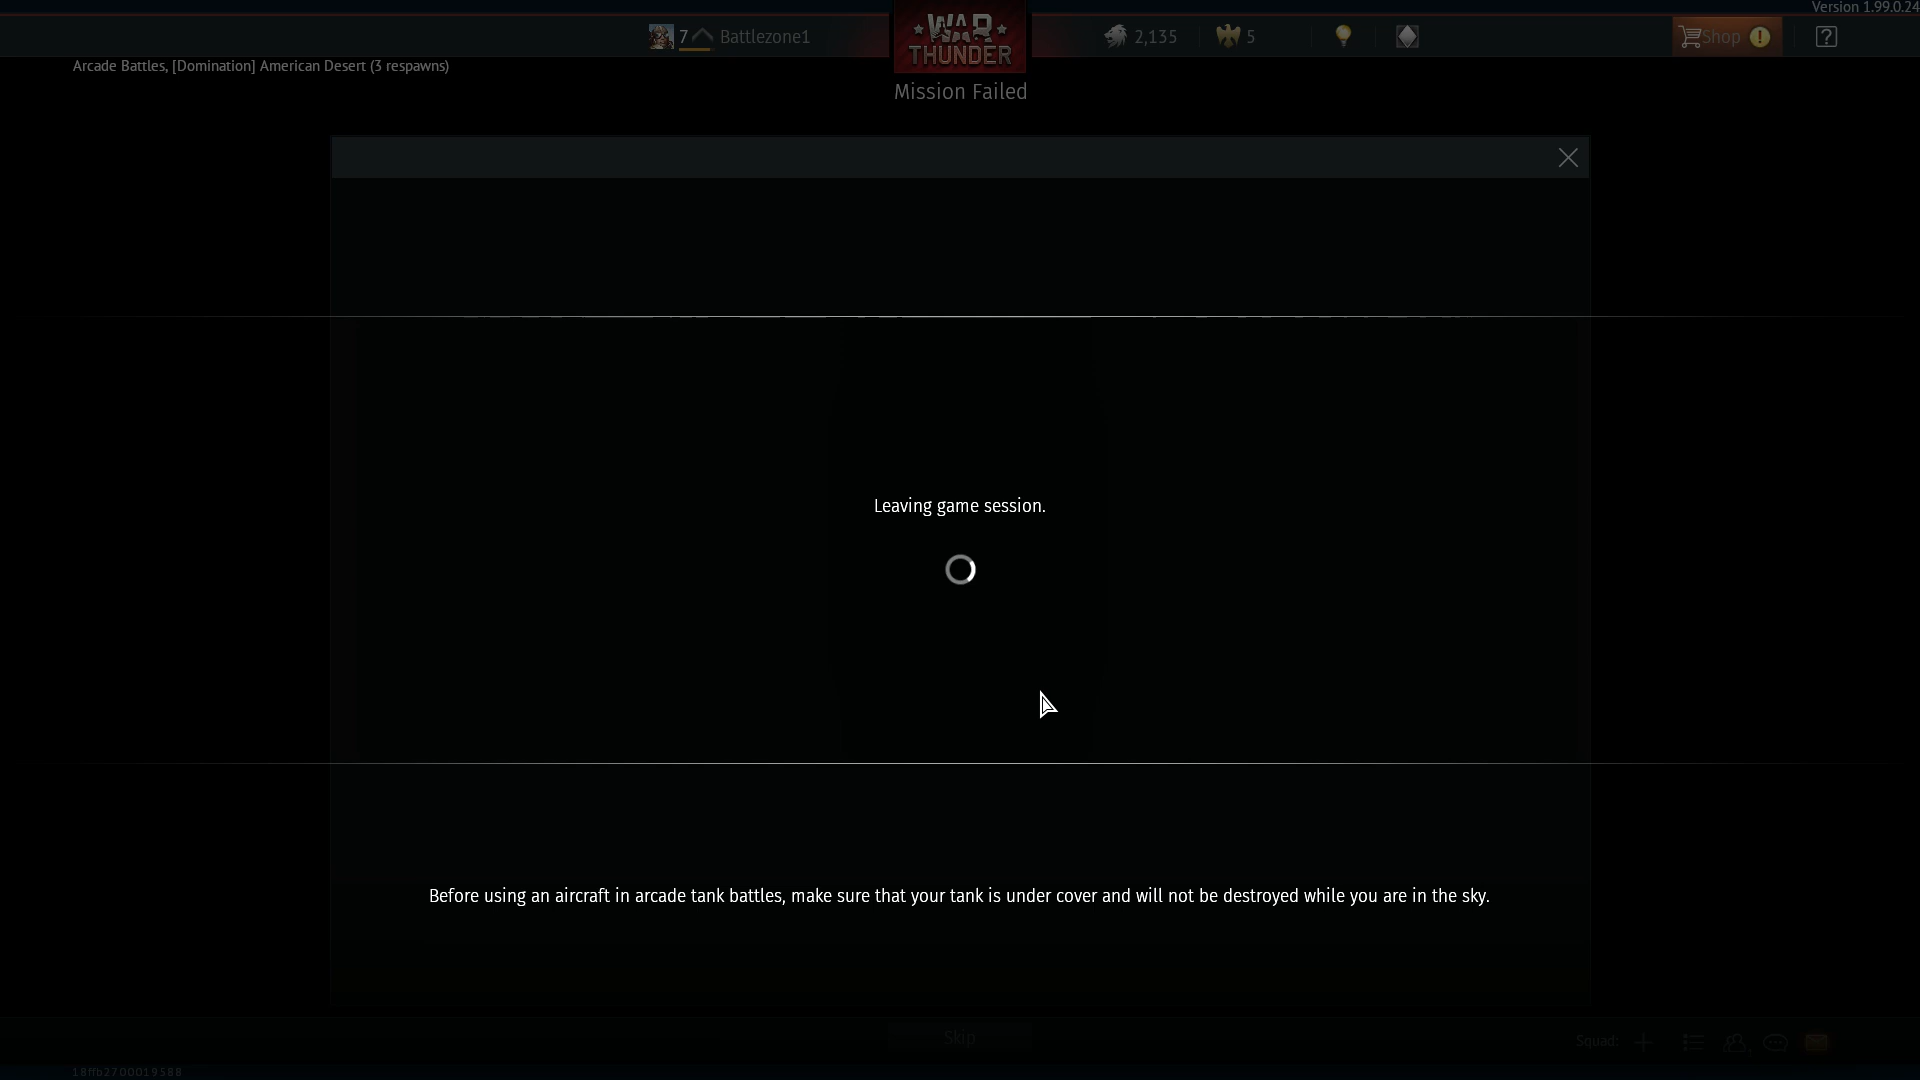 Version 1.99.0.24
7 Battlezone1
WAR
THUNDER
2,135
5
Shop
Arcade Battles, [Domination] American Desert (3 respawns)
Mission Failed
Leaving game session.
Before using an aircraft in arcade tank battles, make sure that your tank is under cover and will not be destroyed while you are in the sky.
Skip
Squad:
18ffb2700019588